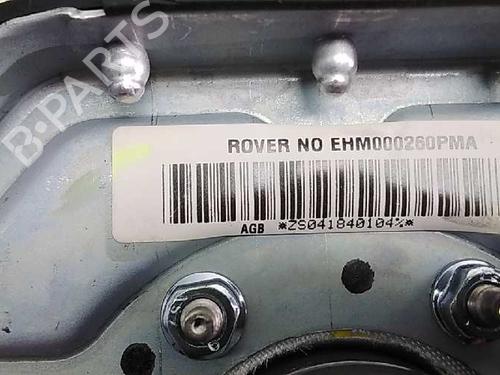 B-PARTS
ROVER NO EHM000260PMA
AGB *ZS041840104%*